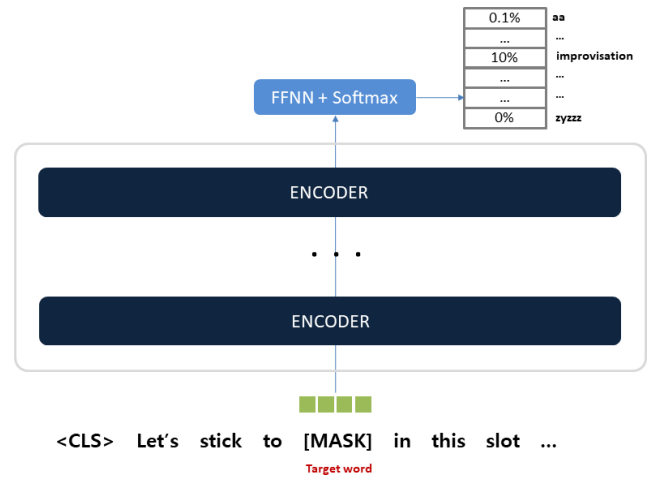 0.1% aa
... ...
10% improvisation
... ...
... ...
0% zyzzz
FFNN + Softmax
ENCODER
. . .
ENCODER
<CLS> Let's stick to [MASK] in this slot ...
Target word